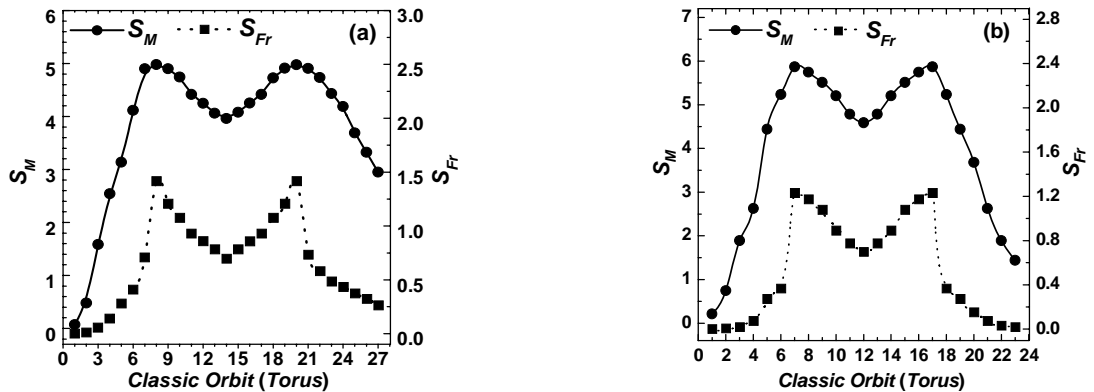 6 3.0
S_M S_Fr (a)
5 2.5
4 2.0
3 1.5
2 1.0
1 0.5
0 0.0
S_M
S_Fr
0 3 6 9 12 15 18 21 24 27
Classic Orbit (Torus)
7 2.8
S_M S_Fr (b)
6 2.4
5 2.0
4 1.6
3 1.2
2 0.8
1 0.4
0 0.0
S_M
S_Fr
0 2 4 6 8 10 12 14 16 18 20 22 24
Classic Orbit (Torus)